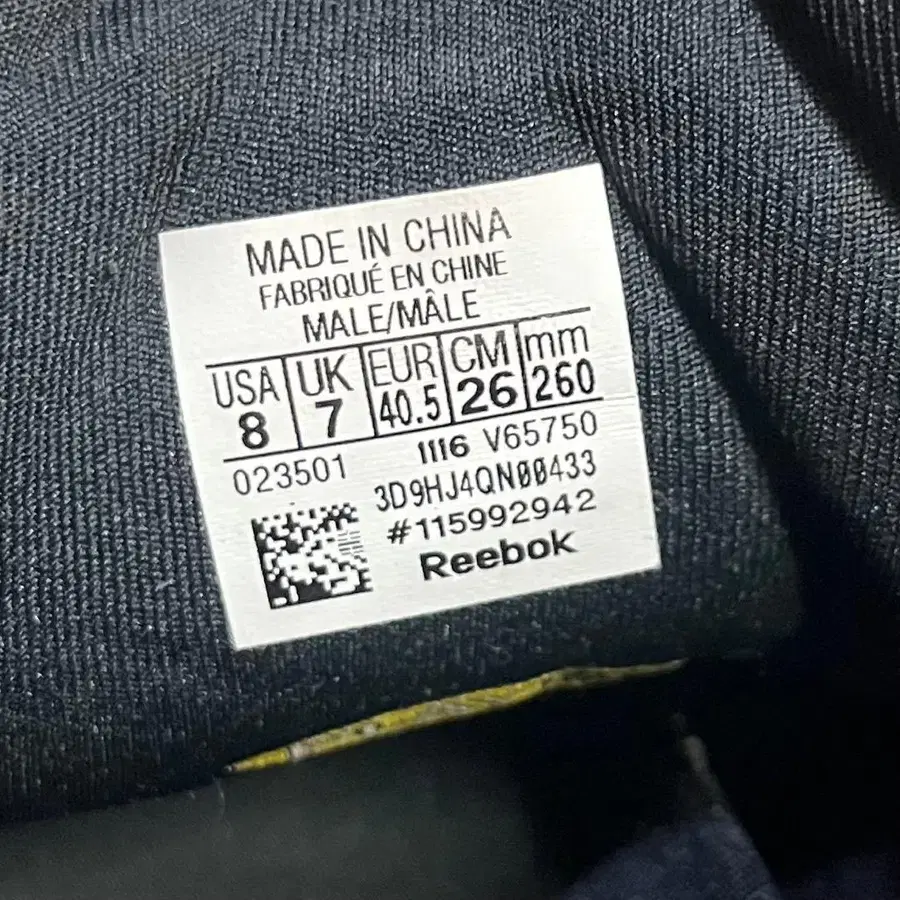 MADE IN CHINA
FABRIQUÉ EN CHINE
MALE/MÂLE
USA UK EUR CM mm
8 7 40.5 26 260
023501 1116 V65750
3D9HJ4QN00433
#115992942
Reebok